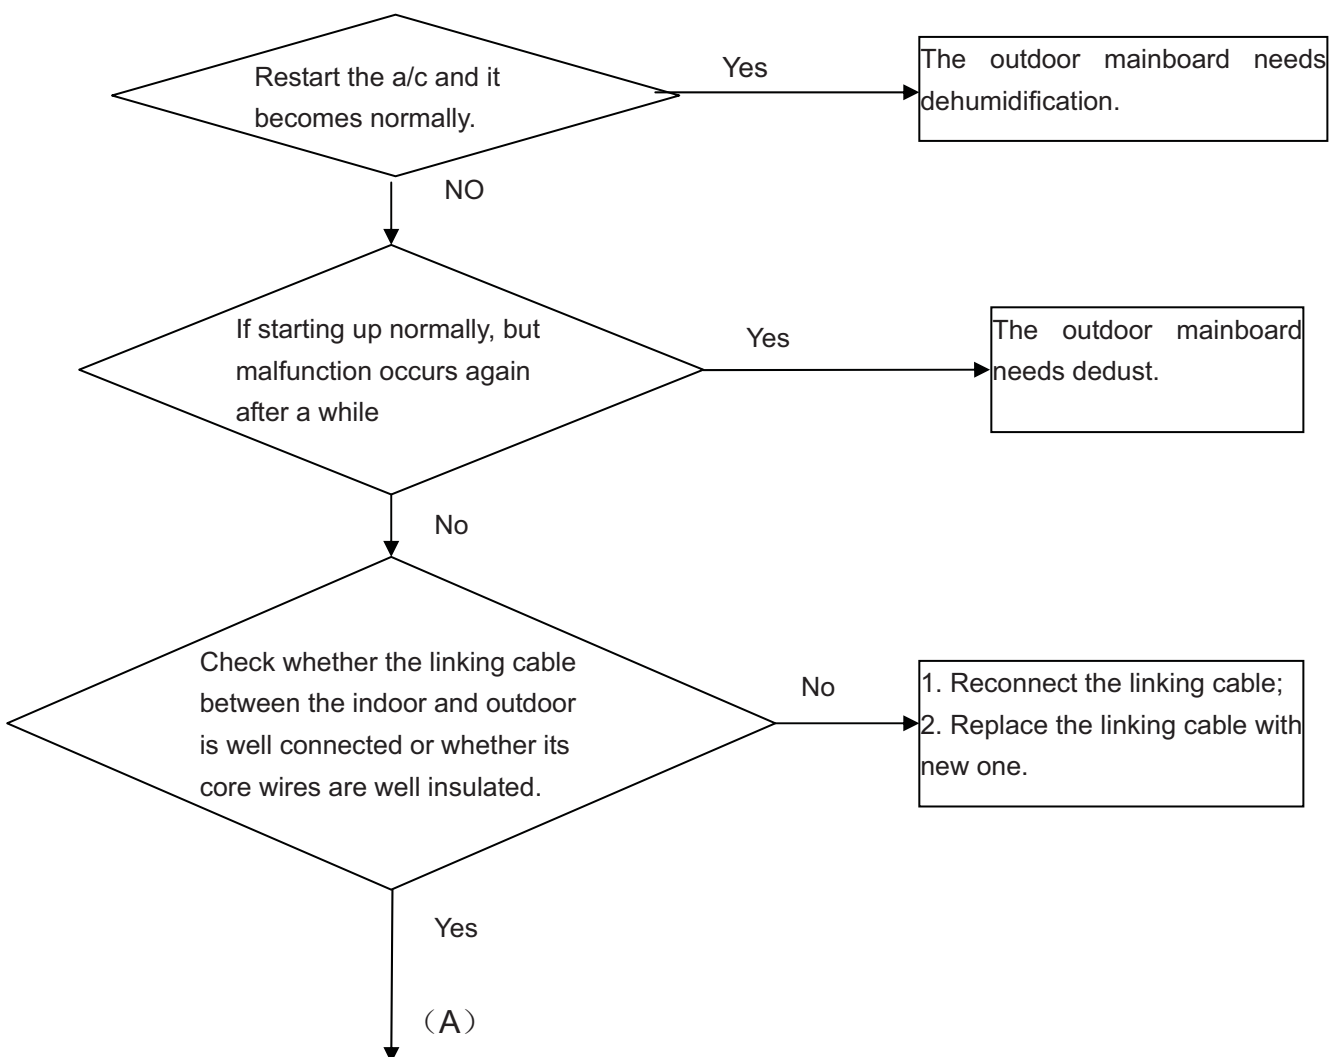 Restart the a/c and it
becomes normally.
Yes
The outdoor mainboard needs
dehumidification.
NO
If starting up normally, but
malfunction occurs again
after a while
Yes
The outdoor mainboard
needs dedust.
No
Check whether the linking cable
between the indoor and outdoor
is well connected or whether its
core wires are well insulated.
No
1. Reconnect the linking cable;
2. Replace the linking cable with
new one.
Yes
（A）